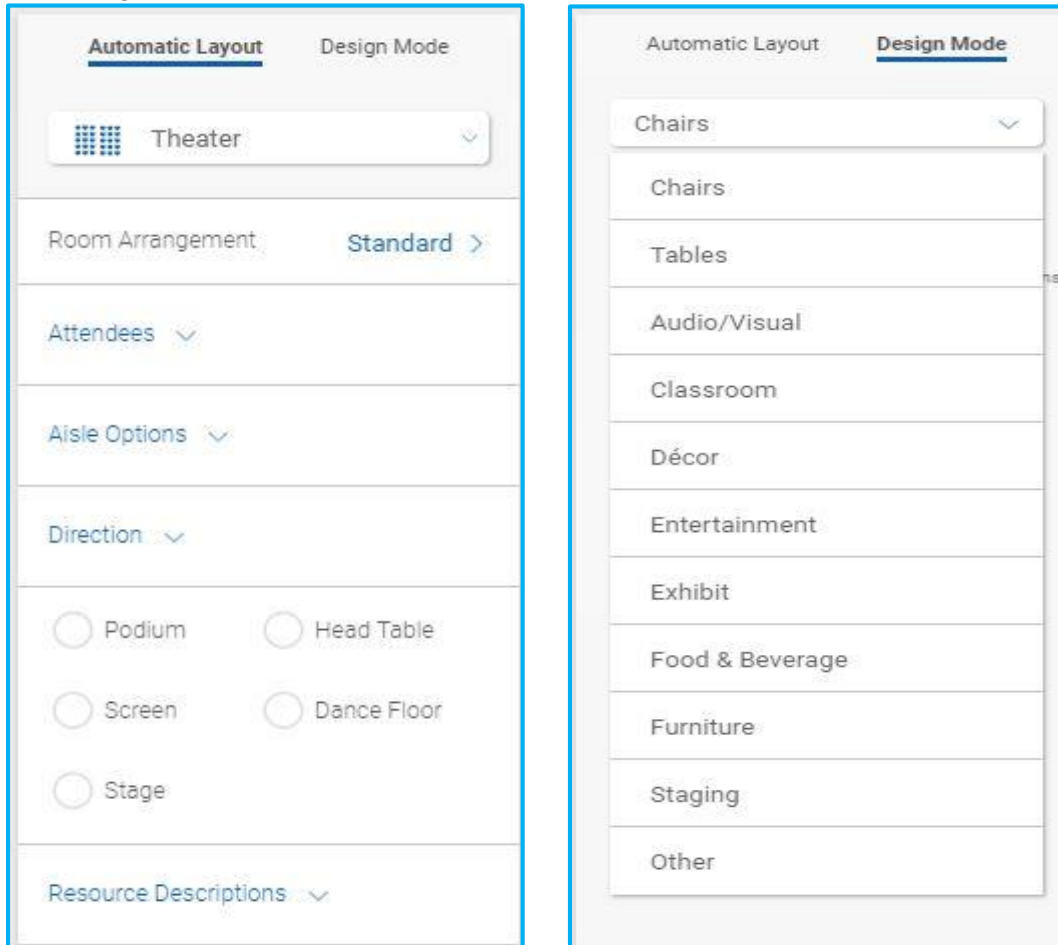 Automatic Layout Design Mode
Theater
Room Arrangement Standard >
Attendees
Aisle Options
Direction
Podium Head Table
Screen Dance Floor
Stage
Resource Descriptions
Automatic Layout Design Mode
Chairs
Chairs
Tables
Audio/Visual
Classroom
Décor
Entertainment
Exhibit
Food & Beverage
Furniture
Staging
Other